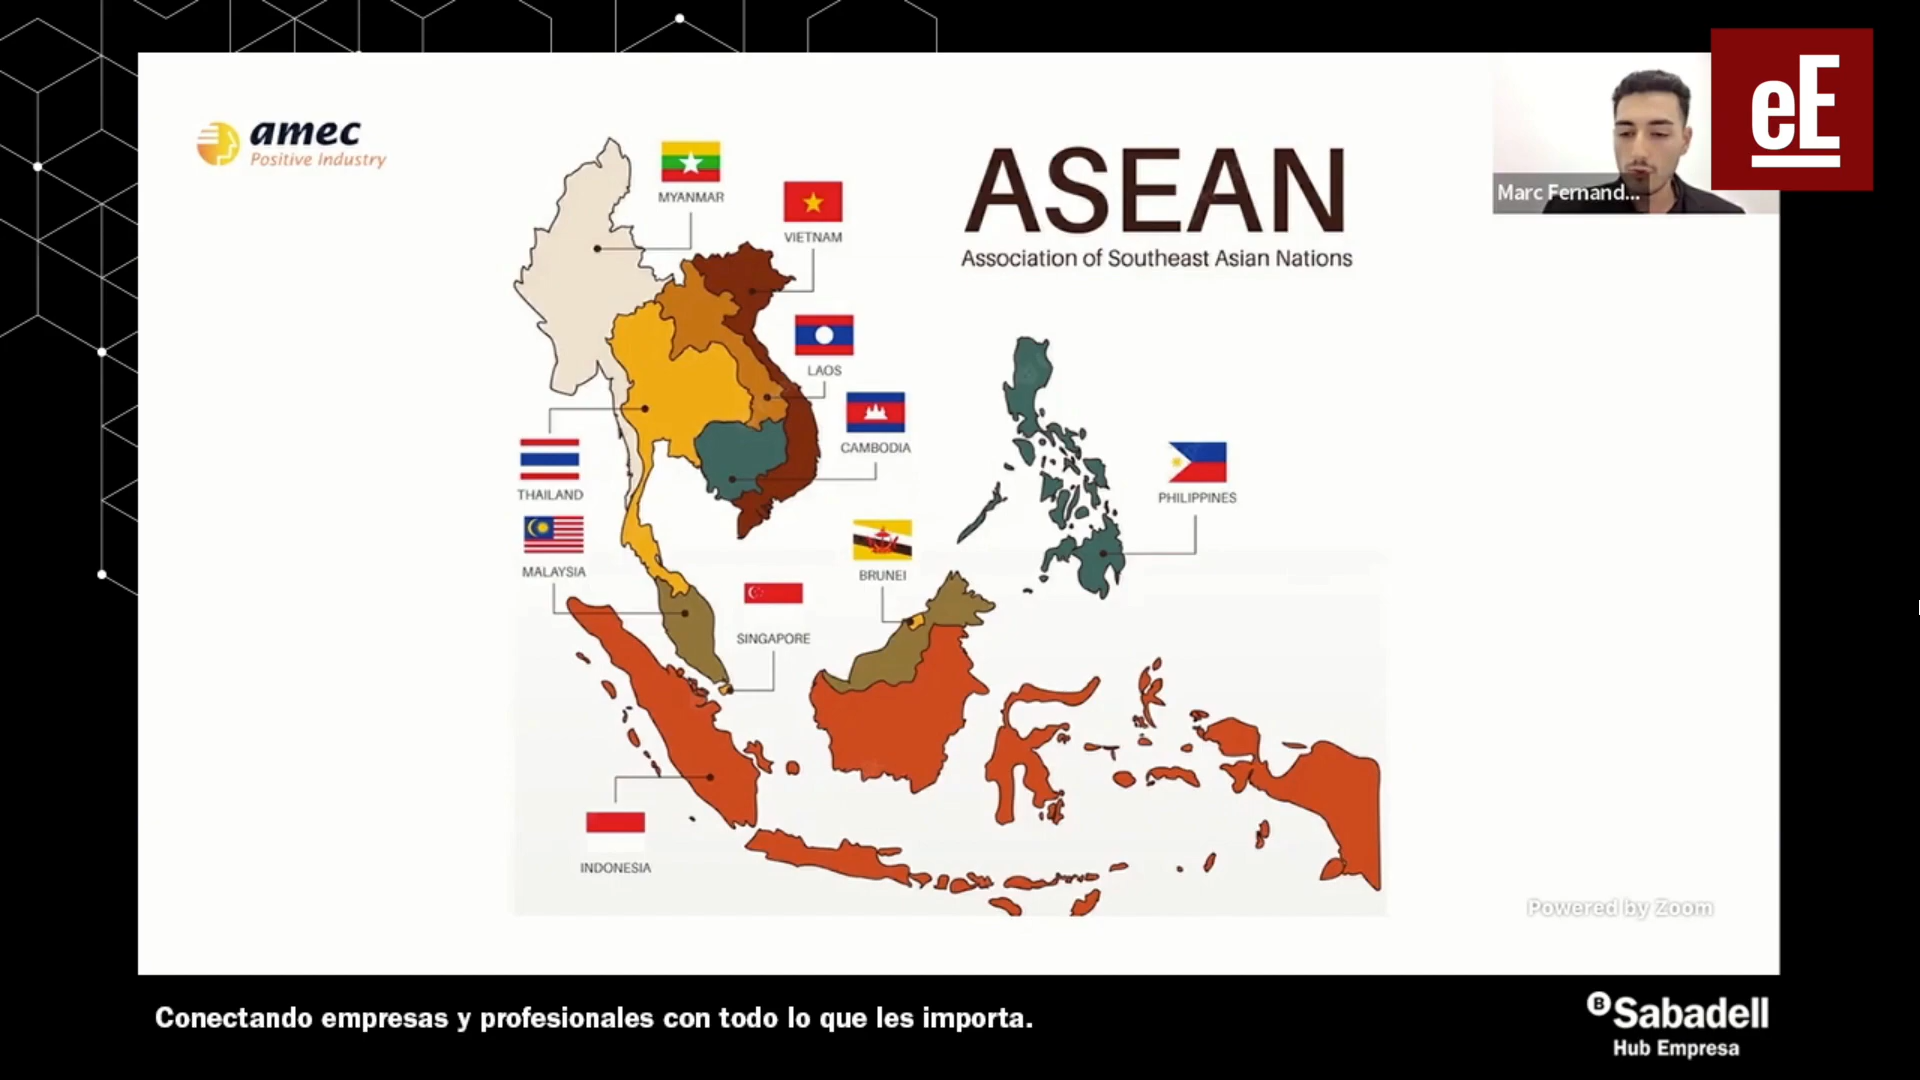 amec
Positive Industry
ASEAN
Association of Southeast Asian Nations
MYANMAR
VIETNAM
LAOS
CAMBODIA
THAILAND
MALAYSIA
SINGAPORE
BRUNEI
PHILIPPINES
INDONESIA
Marc Fernand...
eE
Powered by Zoom
Conectando empresas y profesionales con todo lo que les importa.
B Sabadell
Hub Empresa